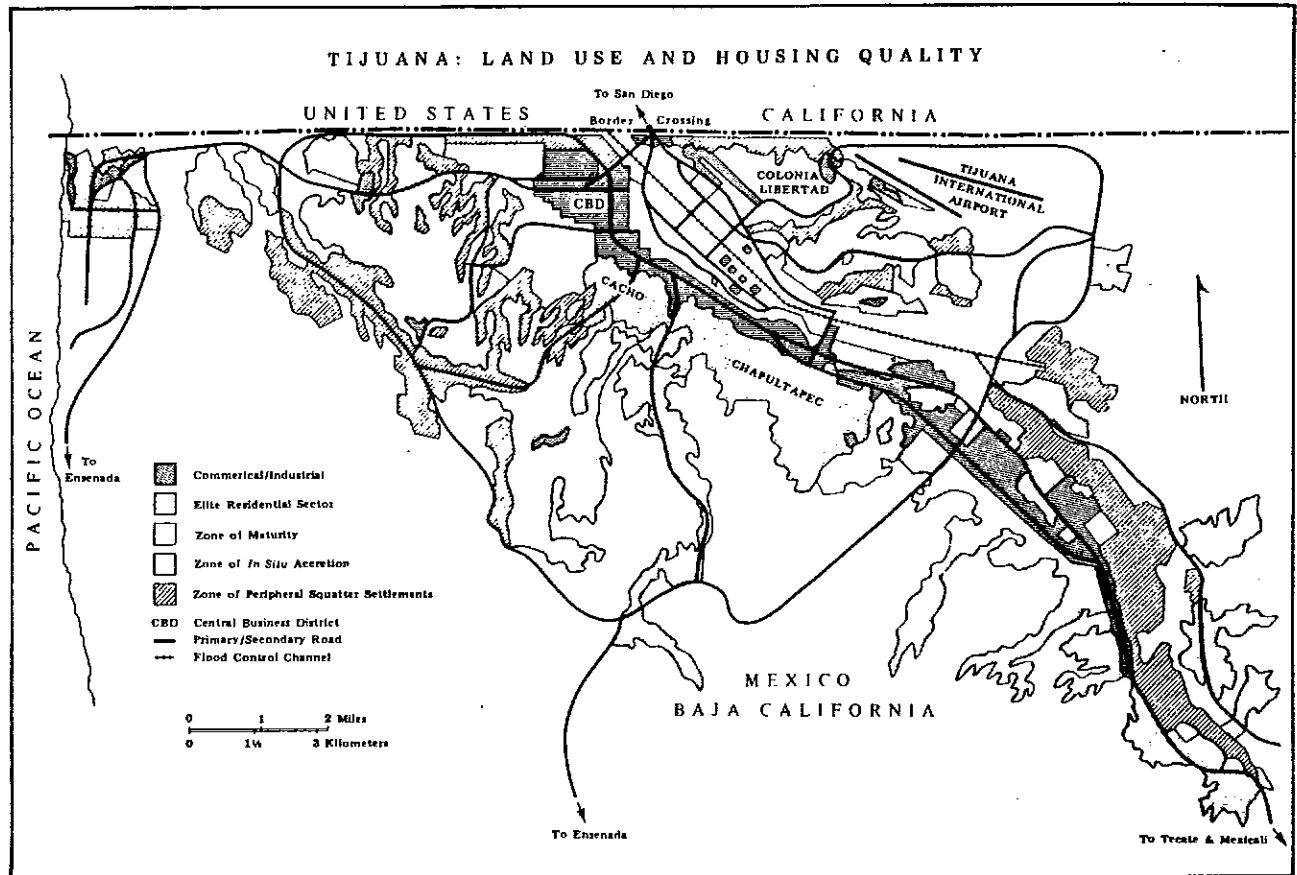 TIJUANA: LAND USE AND HOUSING QUALITY
To San Diego
UNITED STATES
Border Crossing
CALIFORNIA
COLONIA
LIBERTAD
TIJUANA
INTERNATIONAL
AIRPORT
CBD
CACHO
CHAPULTAPEC
NORTH
PACIFIC OCEAN
To
Ensenada
Commerical/Industrial
Elite Residential Sector
Zone of Maturity
Zone of In Situ Accretion
Zone of Peripheral Squatter Settlements
CBD Central Business District
Primary/Secondary Road
Flood Control Channel
0 1 2 Miles
0 1½ 3 Kilometers
MEXICO
BAJA CALIFORNIA
To Ensenada
To Tecate & Mexicali